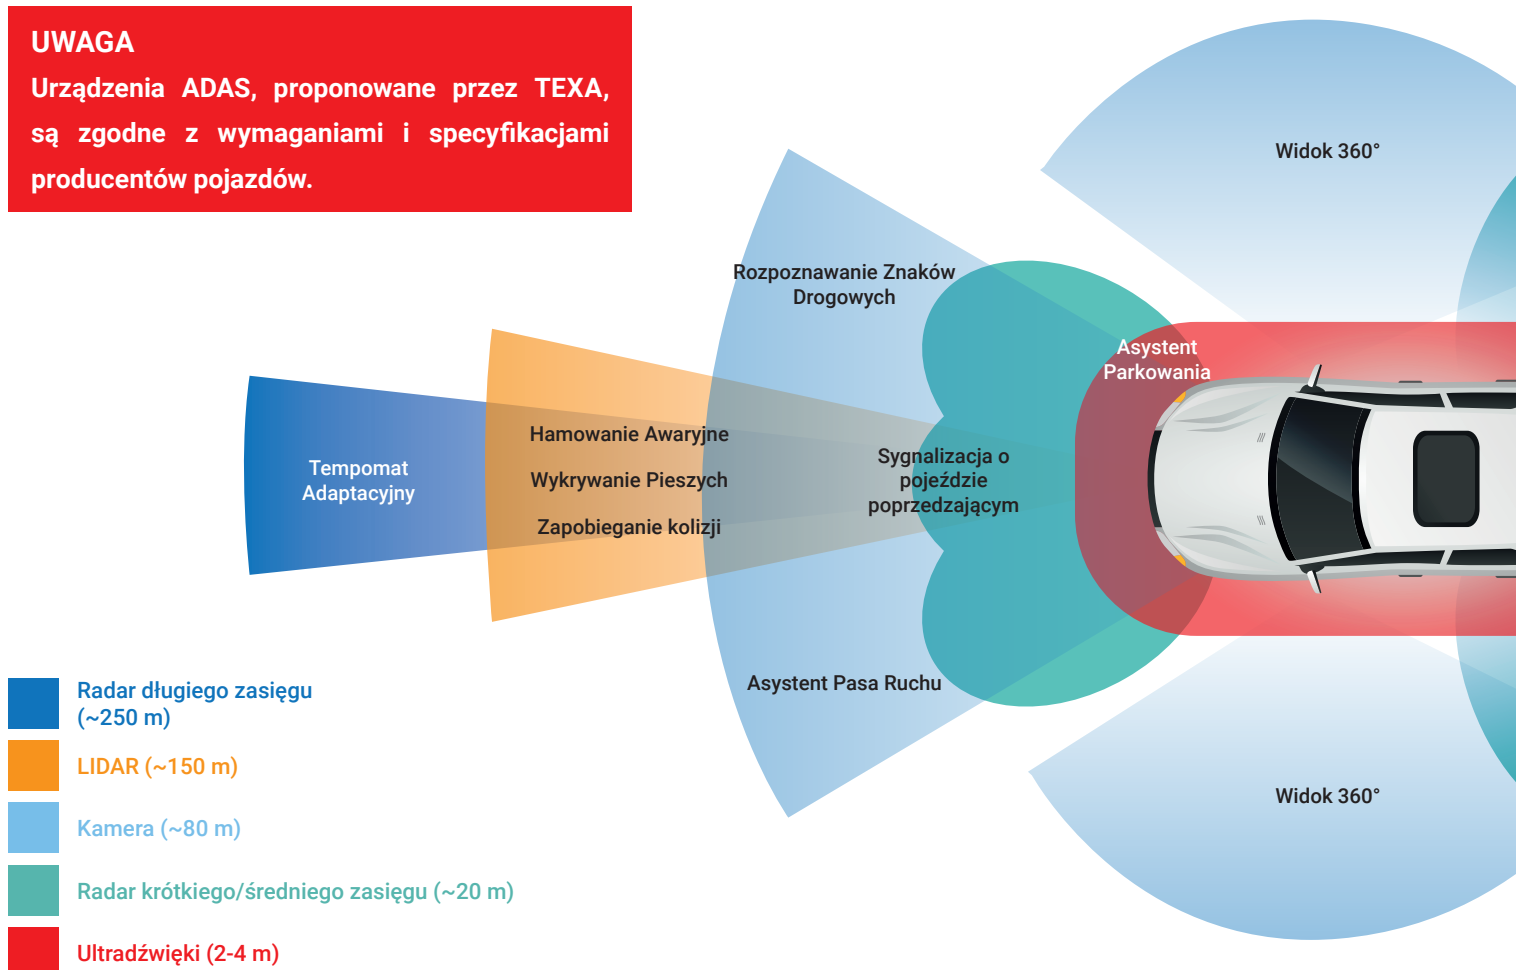 UWAGA
Urządzenia ADAS, proponowane przez TEXA,
są zgodne z wymaganiami i specyfikacjami
producentów pojazdów.
Widok 360°
Rozpoznawanie Znaków
Drogowych
Asystent
Parkowania
Hamowanie Awaryjne
Wykrywanie Pieszych
Zapobieganie kolizji
Tempomat
Adaptacyjny
Sygnalizacja o
pojeździe
poprzedzającym
Asystent Pasa Ruchu
Widok 360°
Radar długiego zasięgu
(~250 m)
LIDAR (~150 m)
Kamera (~80 m)
Radar krótkiego/średniego zasięgu (~20 m)
Ultradźwięki (2-4 m)